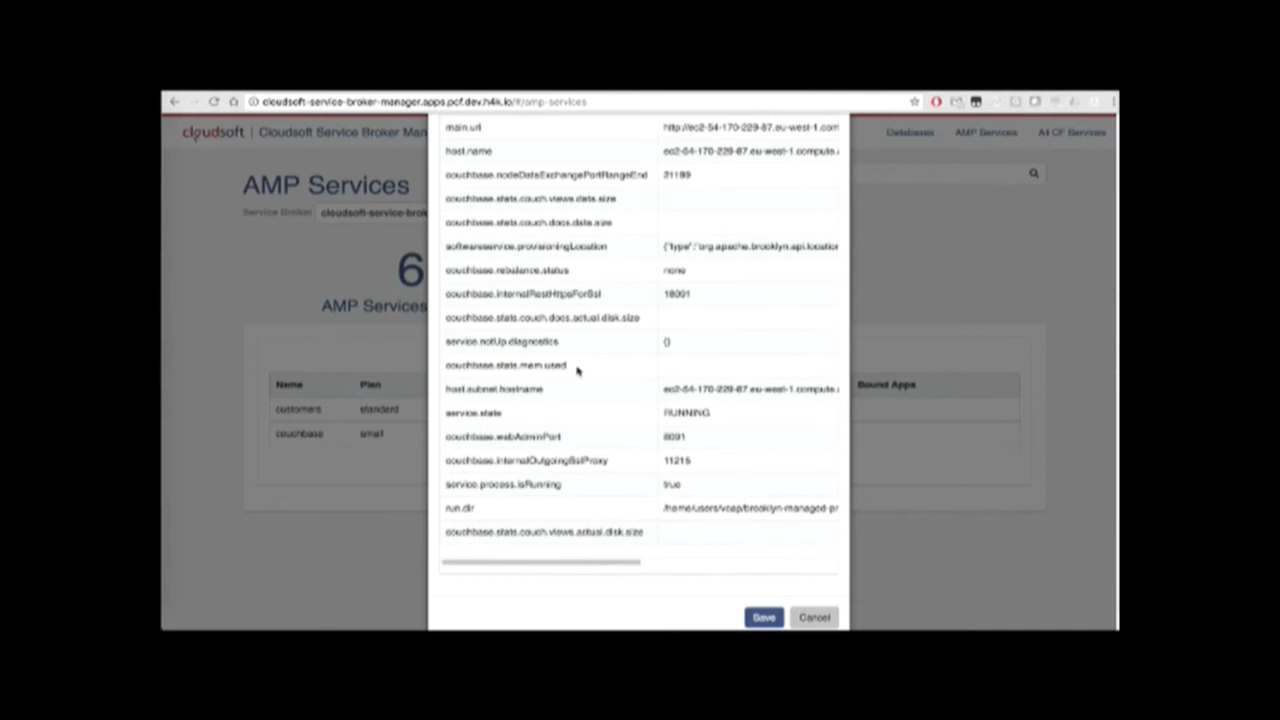 cloudsoft-service-broker-manager.apps.pcf.dev.h4k.io/#/amp-services
cloudsoft | Cloudsoft Service Broker Man
Databases AMP Services All CF Services
AMP Services
Service Broker cloudsoft-service-brok
6
AMP Services
Name Plan Bound Apps
customers standard
couchbase small
main.uri http://ec2-54-170-229-87.eu-west-1.com
host.name ec2-54-170-229-87.eu-west-1.compute.
couchbase.nodeDataExchangePortRangeEnd 21199
couchbase.stats.couch.views.data.size
couchbase.stats.couch.docs.data.size
softwareservice.provisioningLocation {"type":"org.apache.brooklyn.api.location
couchbase.rebalance.status none
couchbase.internalRestHttpsForSsl 18091
couchbase.stats.couch.docs.actual.disk.size
service.notUp.diagnostics {}
couchbase.stats.mem.used
host.subnet.hostname ec2-54-170-229-87.eu-west-1.compute.
service.state RUNNING
couchbase.webAdminPort 8091
couchbase.internalOutgoingSslProxy 11215
service.process.isRunning true
run.dir /home/users/vcap/brooklyn-managed-pr
couchbase.stats.couch.views.actual.disk.size
Save Cancel